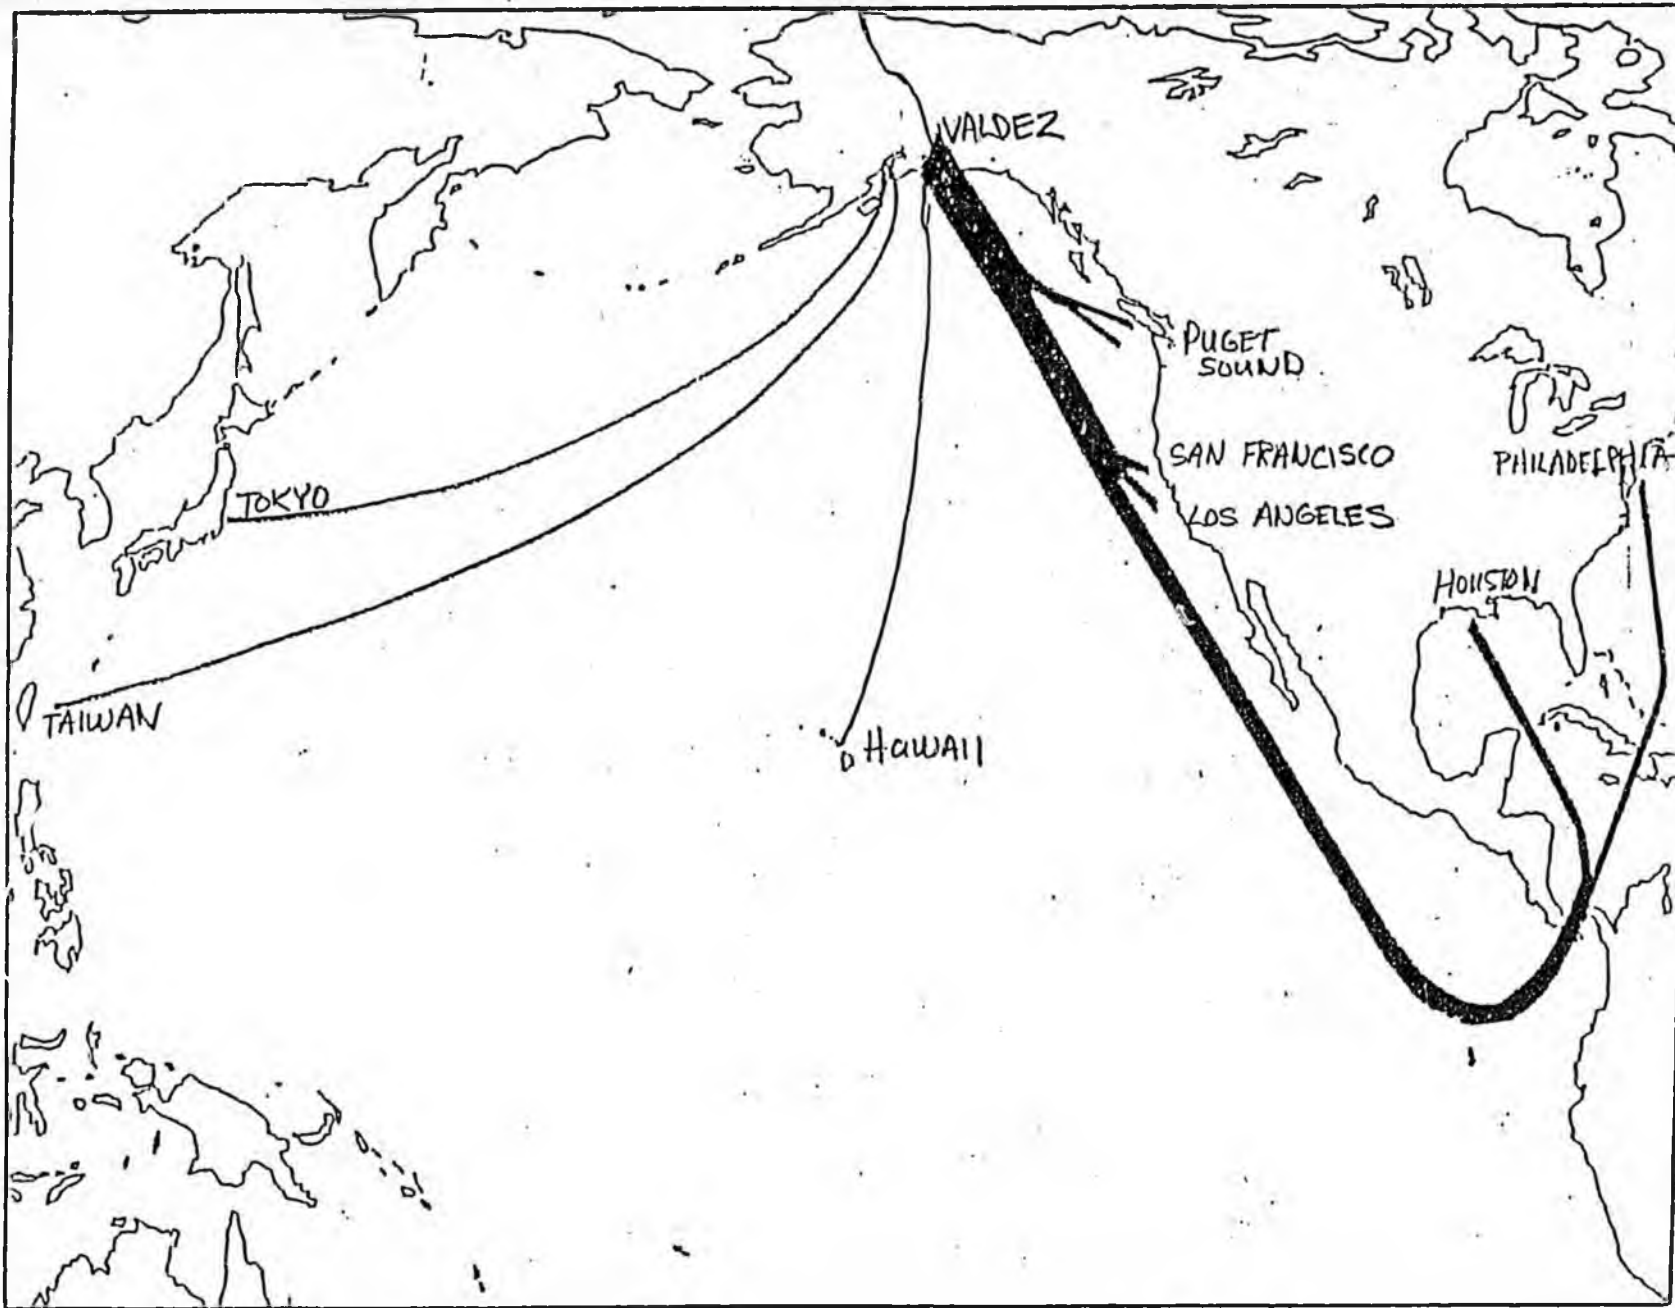 VALDEZ
PUGET
SOUND
SAN FRANCISCO
PHILADELPHIA
TOKYO
LOS ANGELES
HOUSTON
TAIWAN
HAWAII